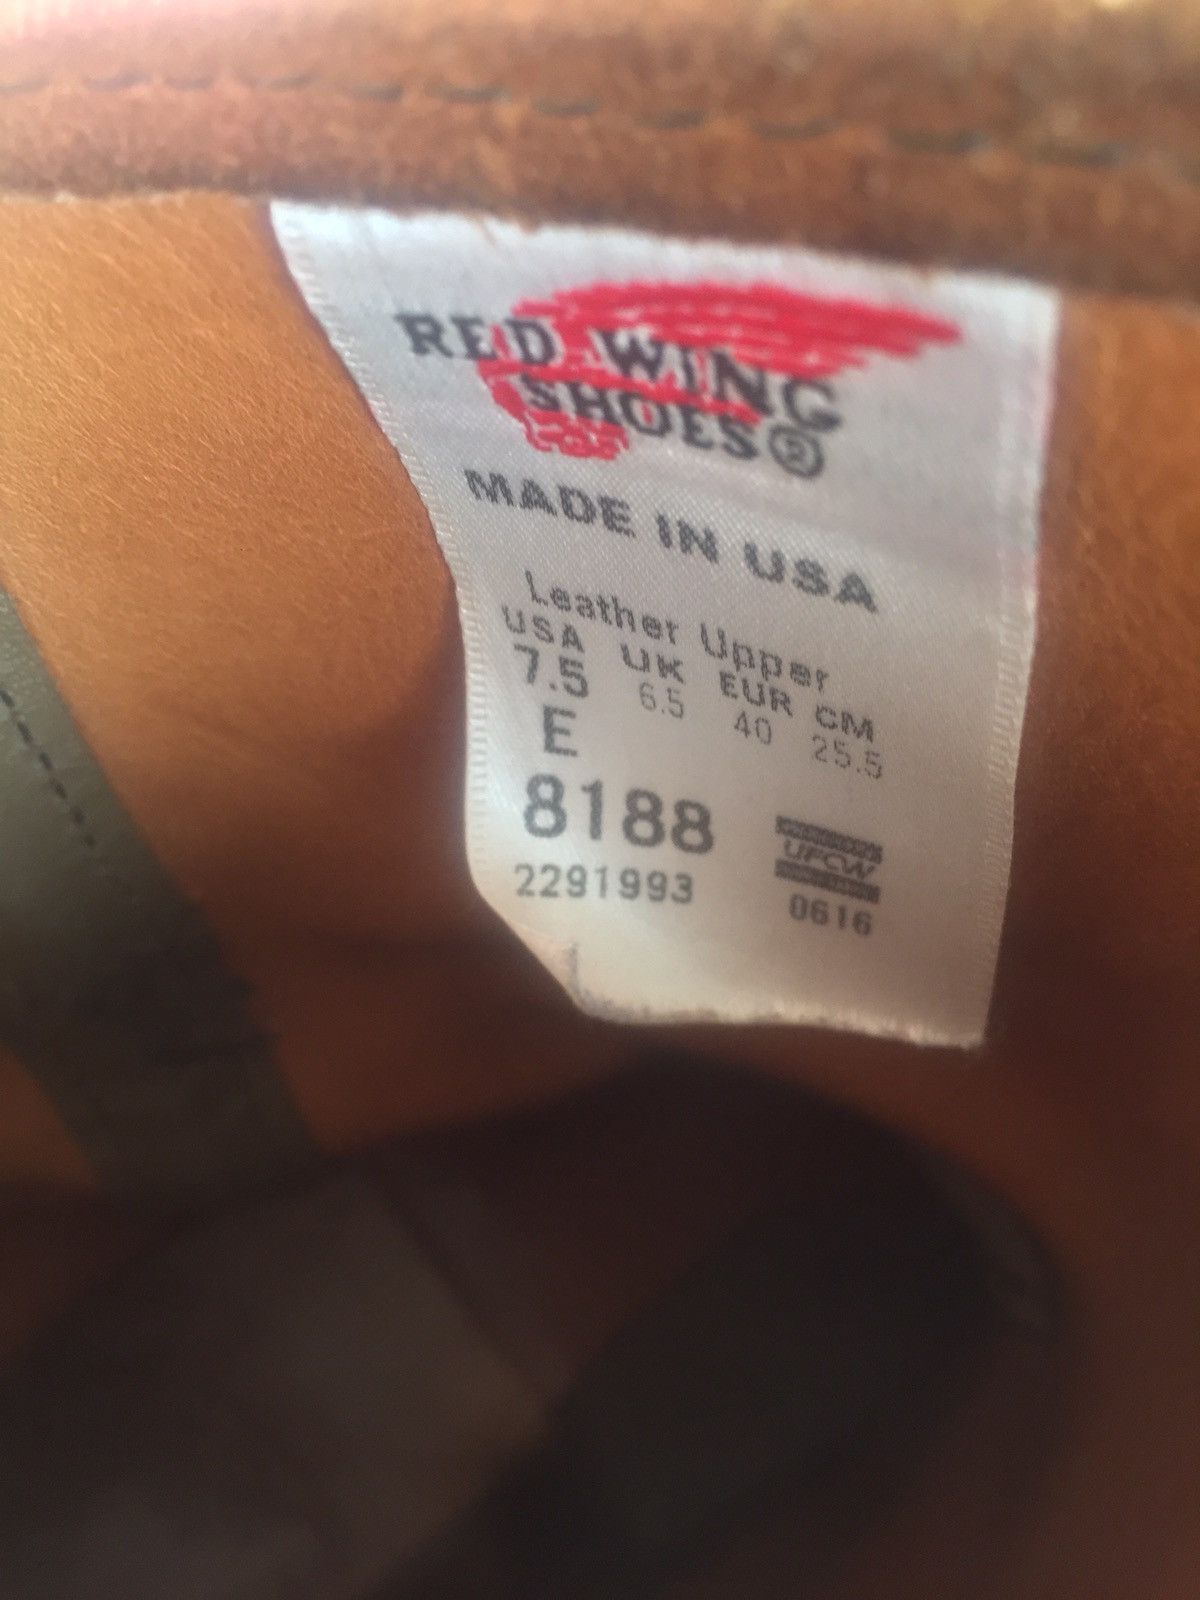 RED WING
SHOES®
MADE IN USA
Leather Upper
USA UK EUR CM
7.5 6.5 40 25.5
E
8188
2291993
UFCW
0616